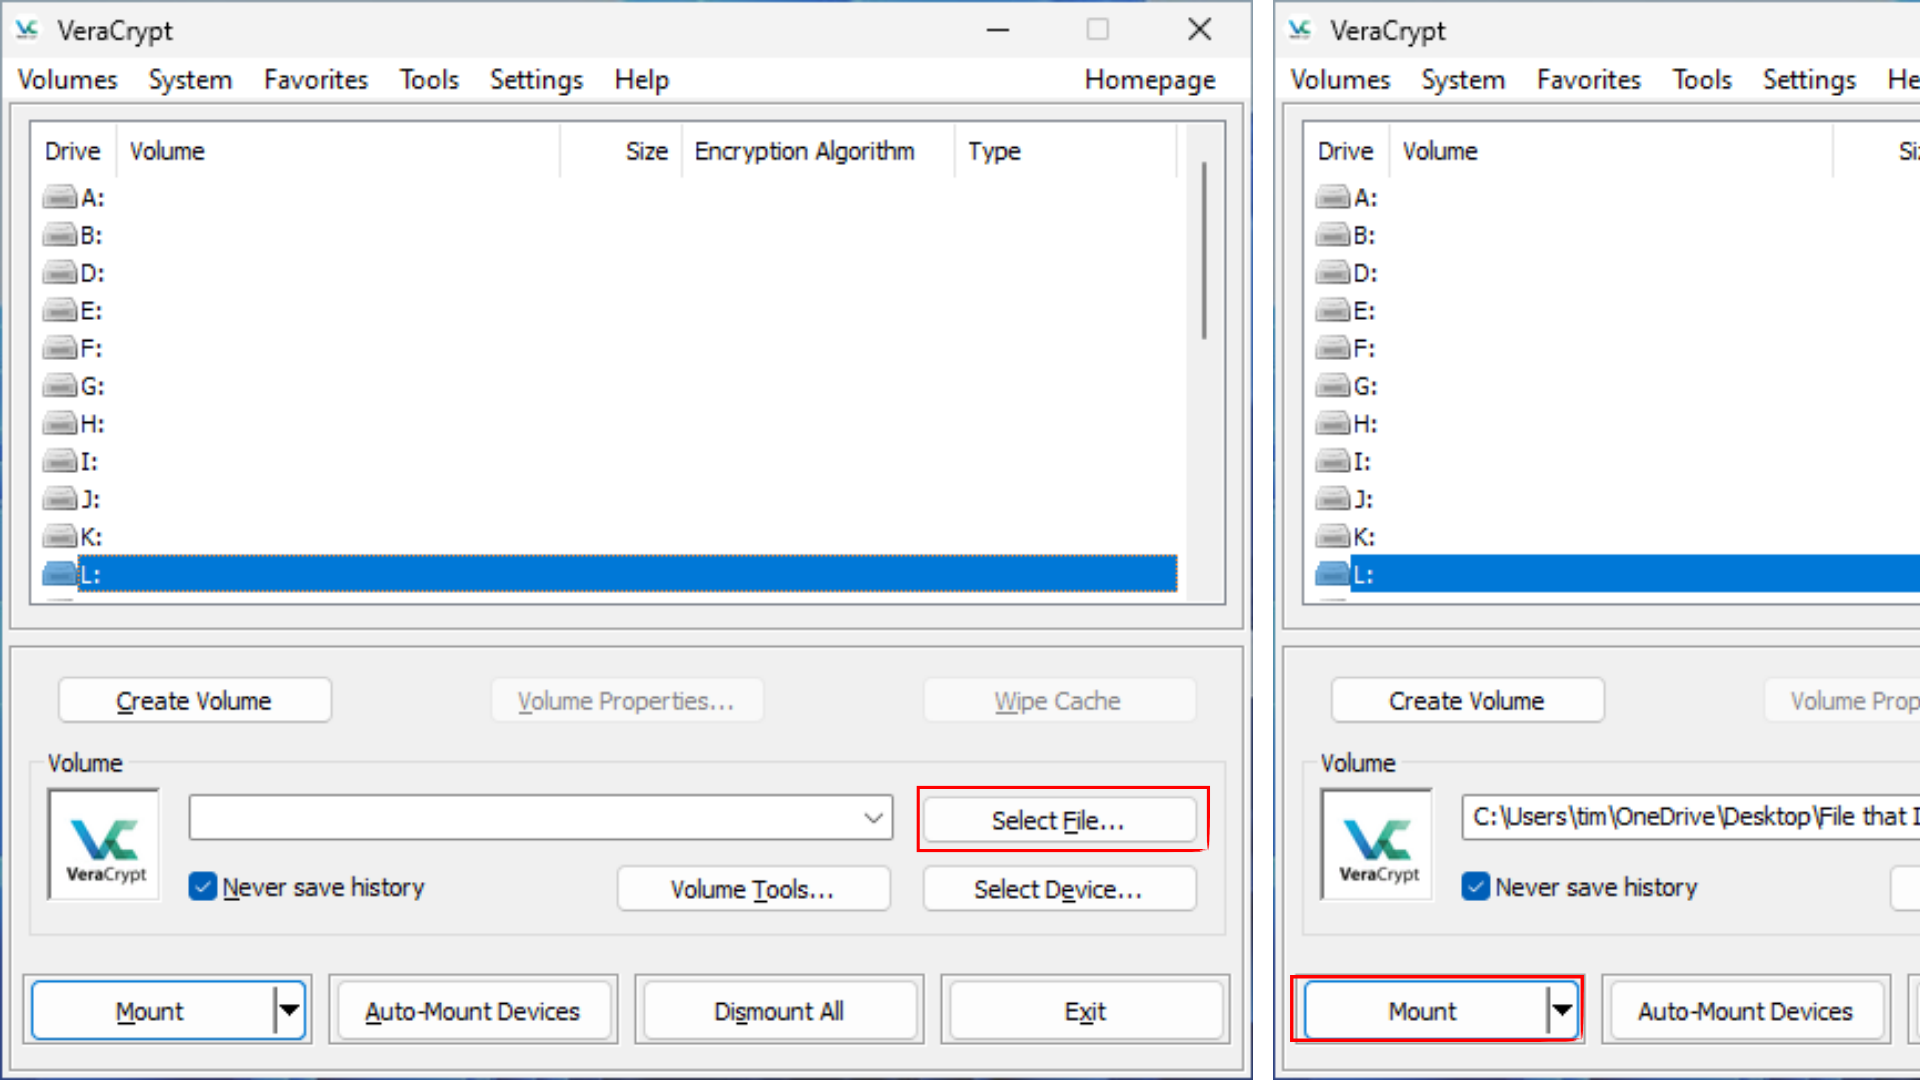 VeraCrypt
Volumes System Favorites Tools Settings Help Homepage
Drive Volume Size Encryption Algorithm Type
A:
B:
D:
E:
F:
G:
H:
I:
J:
K:
L:
Create Volume Volume Properties... Wipe Cache
Volume
VeraCrypt
Select File...
Never save history
Volume Tools... Select Device...
Mount Auto-Mount Devices Dismount All Exit
VeraCrypt
Volumes System Favorites Tools Settings He
Drive Volume Si
A:
B:
D:
E:
F:
G:
H:
I:
J:
K:
L:
Create Volume Volume Prop
Volume
VeraCrypt
C:\Users\tim\OneDrive\Desktop\File that I
Never save history
Mount Auto-Mount Devices